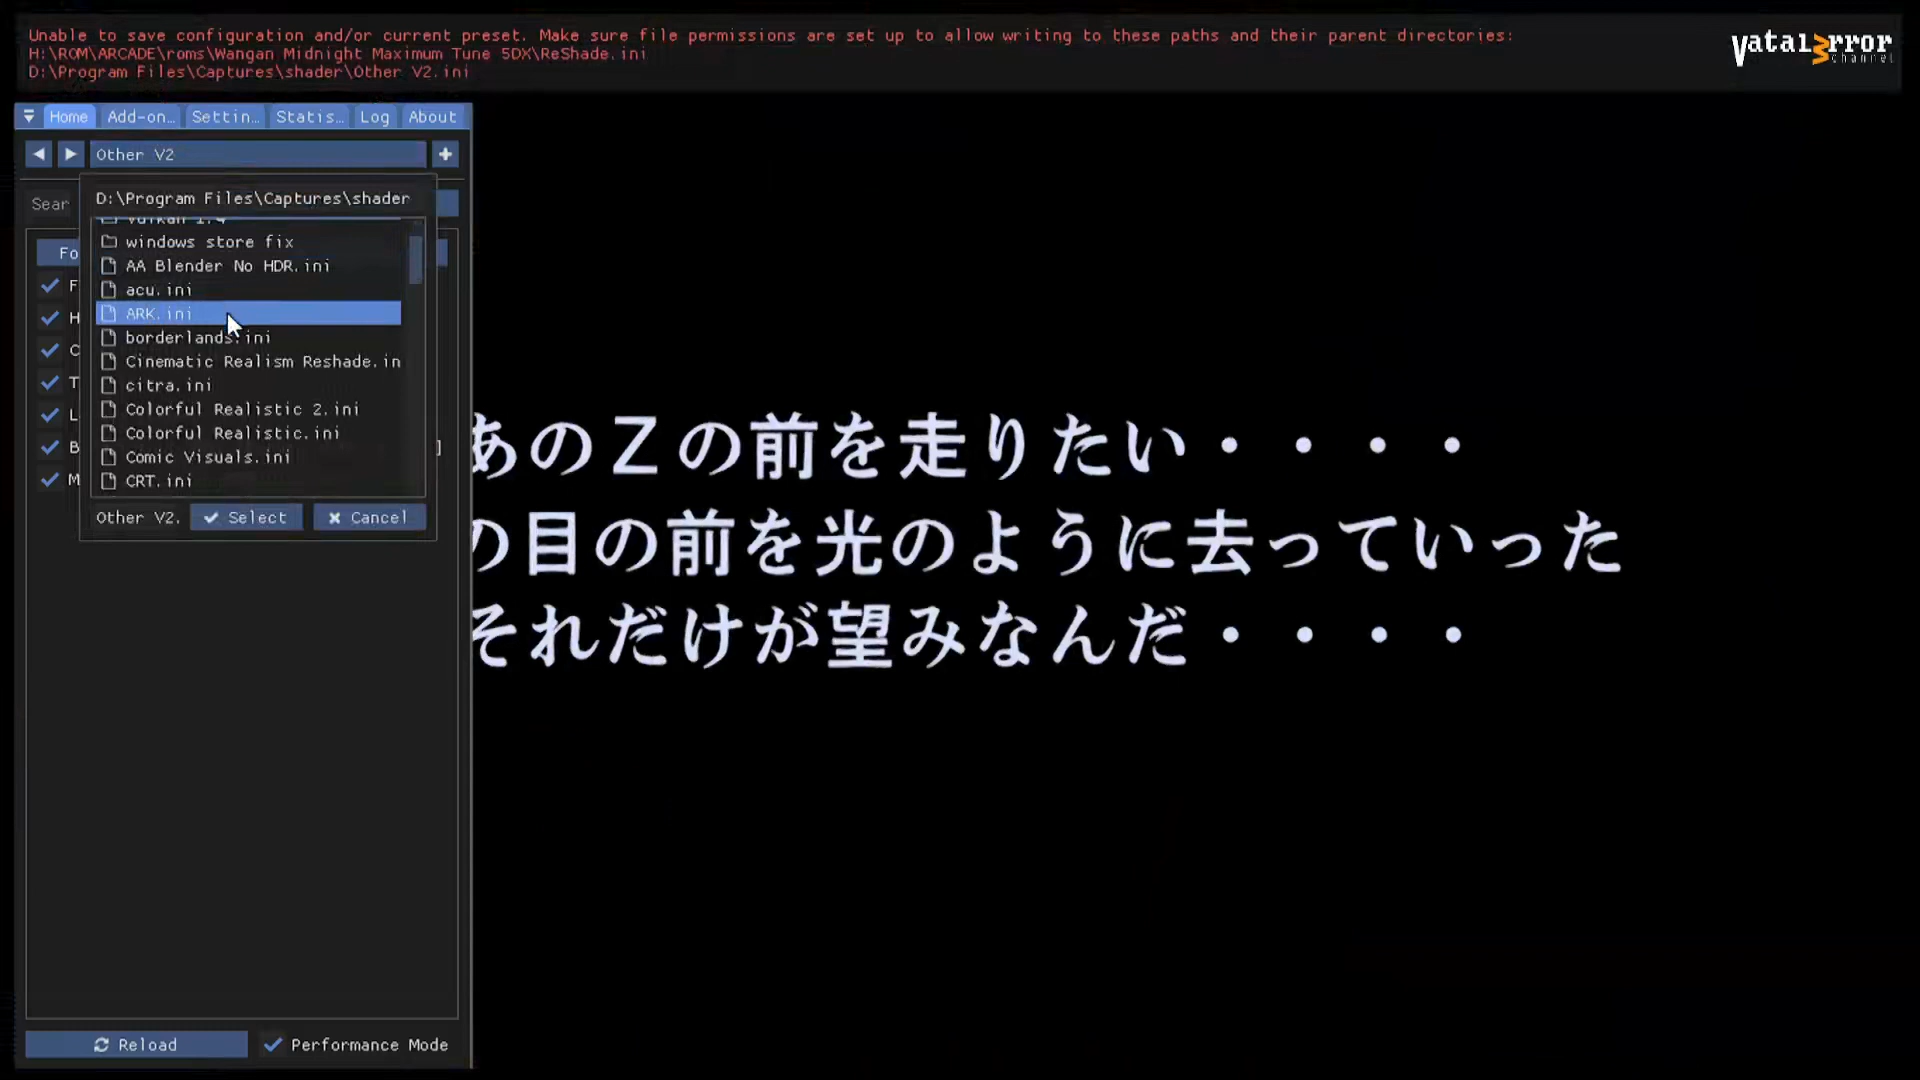 Unable to save configuration and/or current preset. Make sure file permissions are set up to allow writing to these paths and their parent directories:
H:\ROM\ARCADE\roms\Wangan Midnight Maximum Tune 5DX\ReShade.ini
D:\Program Files\Captures\shader\Other V2.ini
Vatal3rror
channel
Home Add-on… Settin… Statis… Log About
Other V2
Sear
D:\Program Files\Captures\shader
windows store fix
Fo
AA Blender No HDR.ini
F
acu.ini
H
ARK.ini
borderlands.ini
C
Cinematic Realism Reshade.in
T
citra.ini
L
Colorful Realistic 2.ini
Colorful Realistic.ini
B ]
Comic Visuals.ini
M
CRT.ini
Other V2. Select Cancel
あのZの前を走りたい・・・・
の目の前を光のように去っていった
それだけが望みなんだ・・・・
Reload Performance Mode